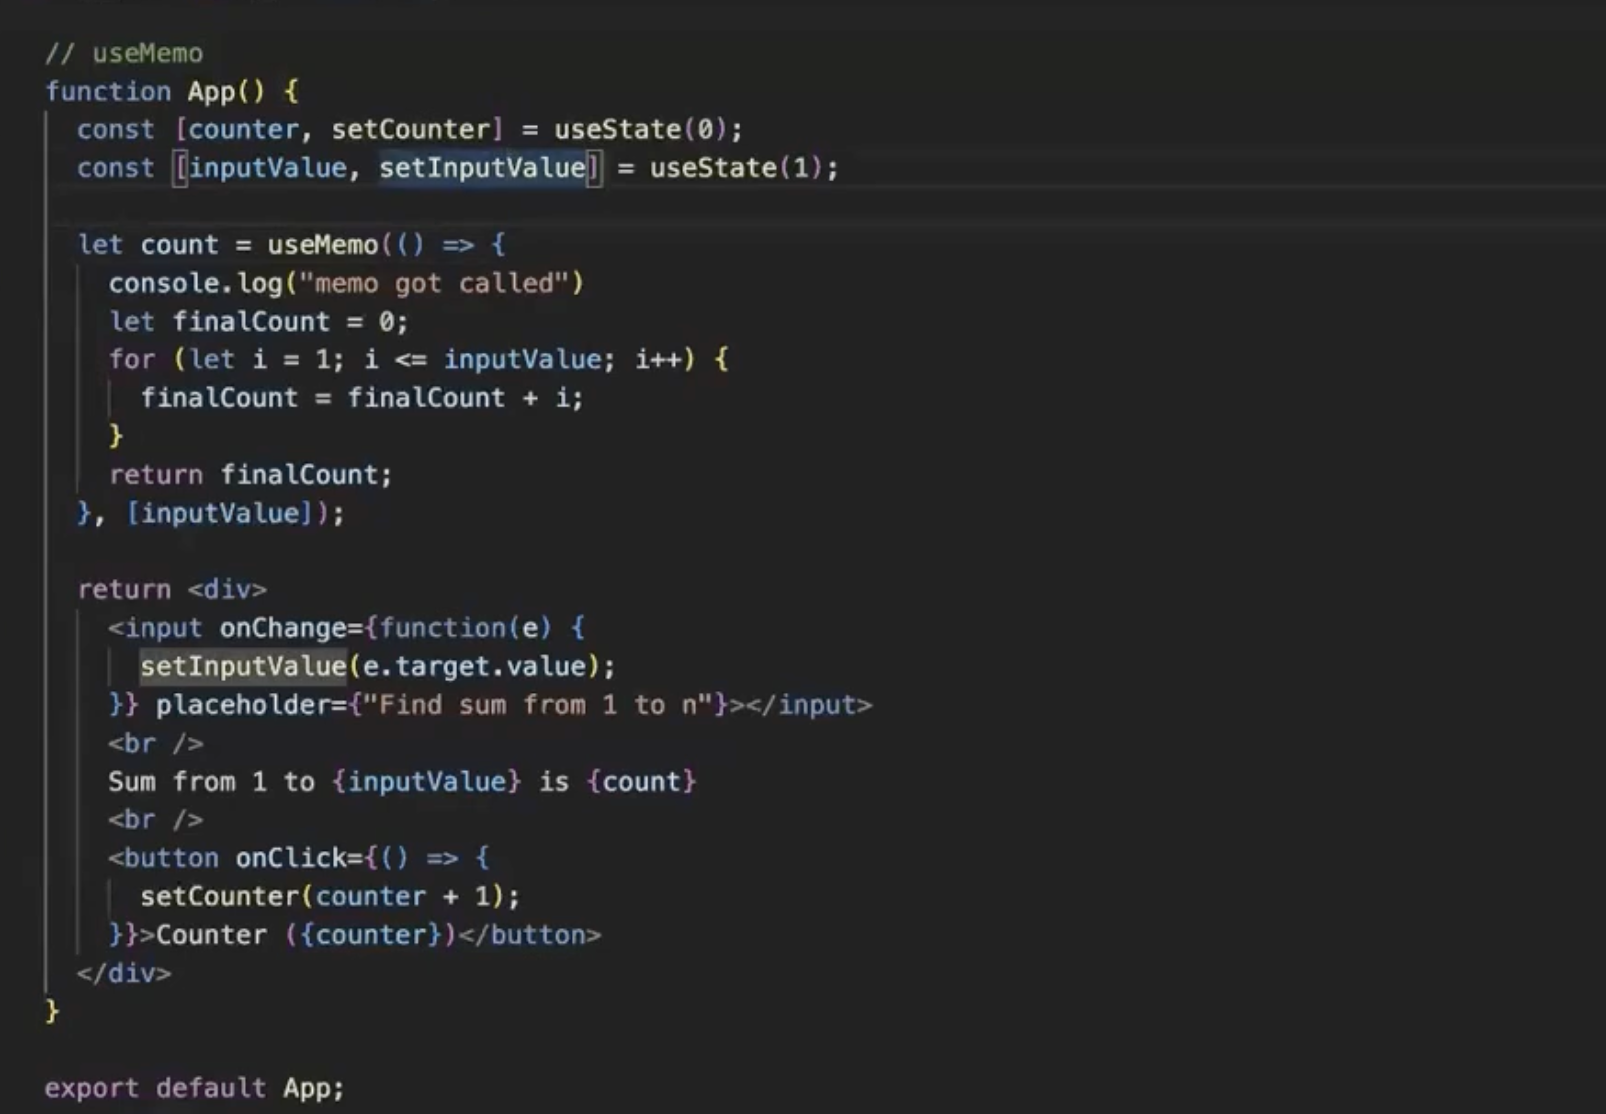 // useMemo
function App() {
  const [counter, setCounter] = useState(0);
  const [inputValue, setInputValue] = useState(1);

  let count = useMemo(() => {
    console.log("memo got called")
    let finalCount = 0;
    for (let i = 1; i <= inputValue; i++) {
      finalCount = finalCount + i;
    }
    return finalCount;
  }, [inputValue]);

  return <div>
    <input onChange={function(e) {
      setInputValue(e.target.value);
    }} placeholder={"Find sum from 1 to n"}></input>
    <br />
    Sum from 1 to {inputValue} is {count}
    <br />
    <button onClick={() => {
      setCounter(counter + 1);
    }}>Counter ({counter})</button>
  </div>
}

export default App;